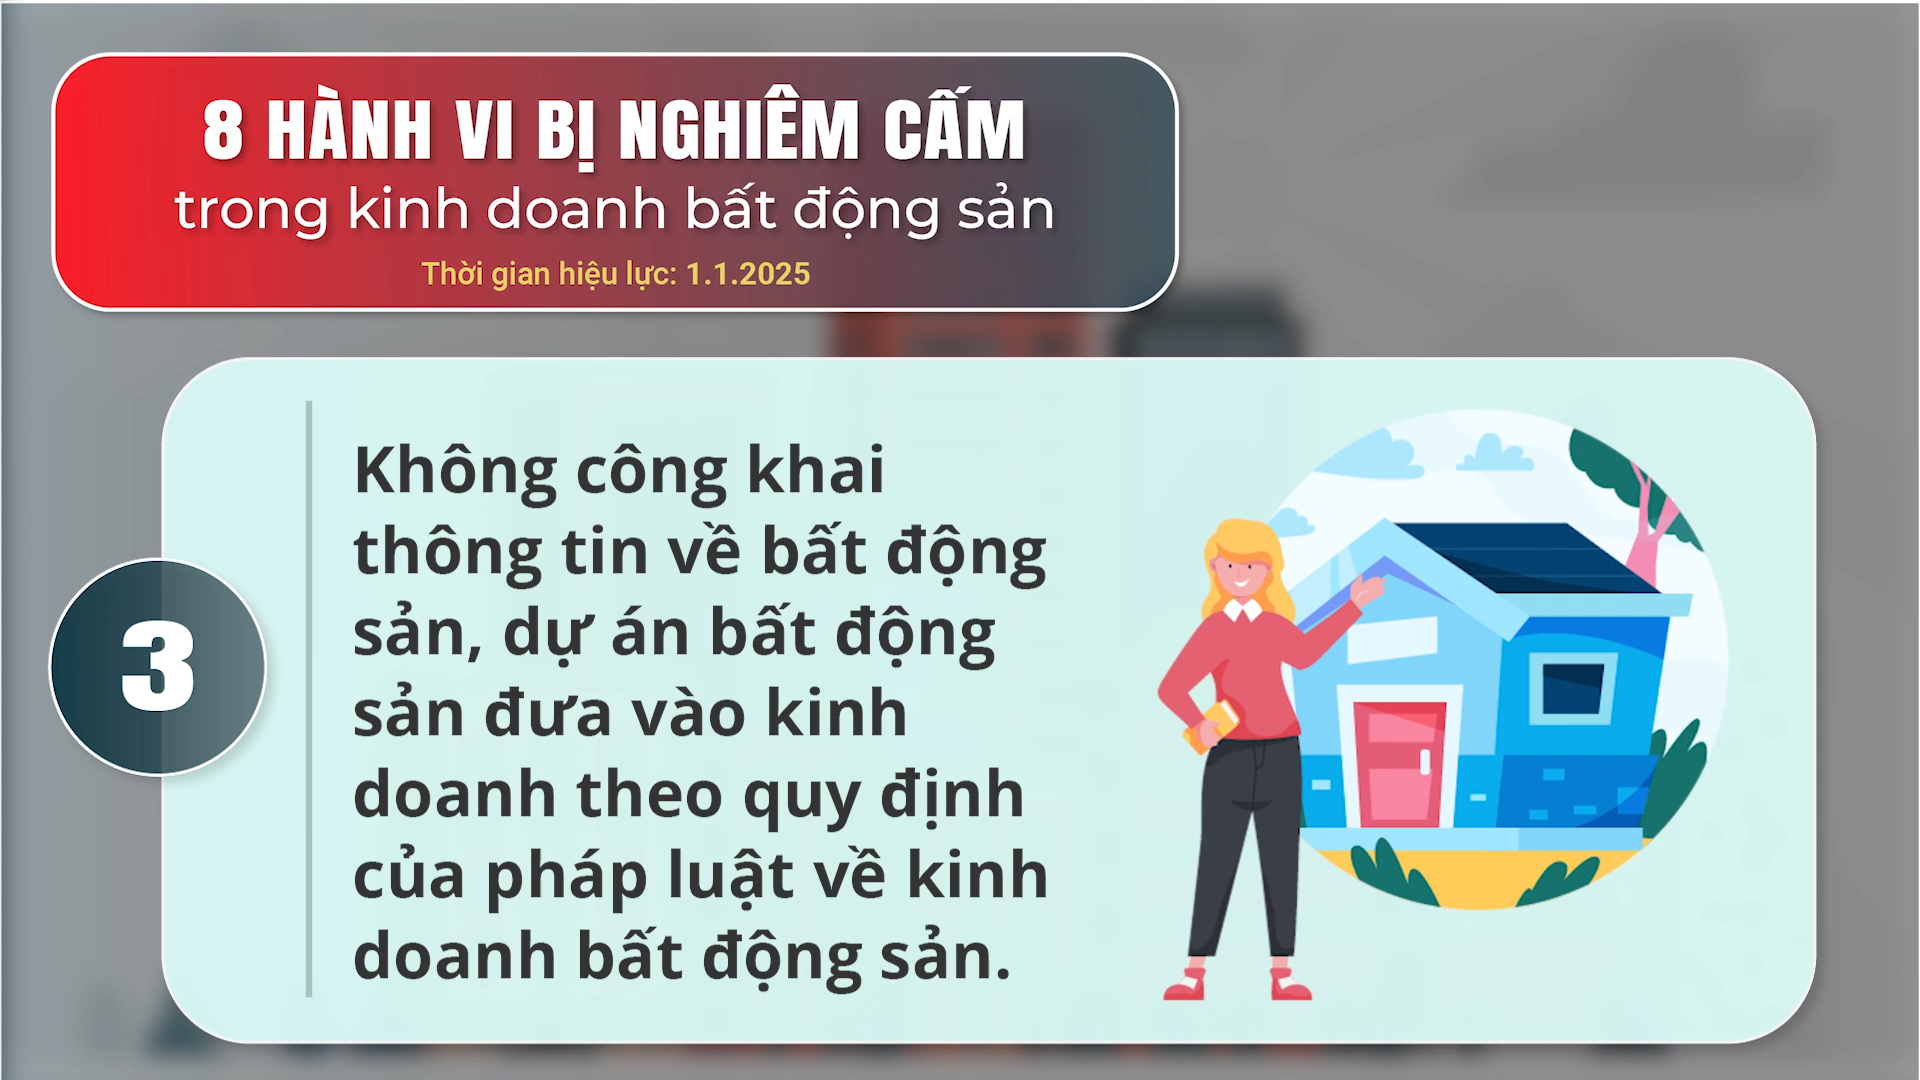 8 HÀNH VI BỊ NGHIÊM CẤM
trong kinh doanh bất động sản
Thời gian hiệu lực: 1.1.2025
3
Không công khai
thông tin về bất động
sản, dự án bất động
sản đưa vào kinh
doanh theo quy định
của pháp luật về kinh
doanh bất động sản.